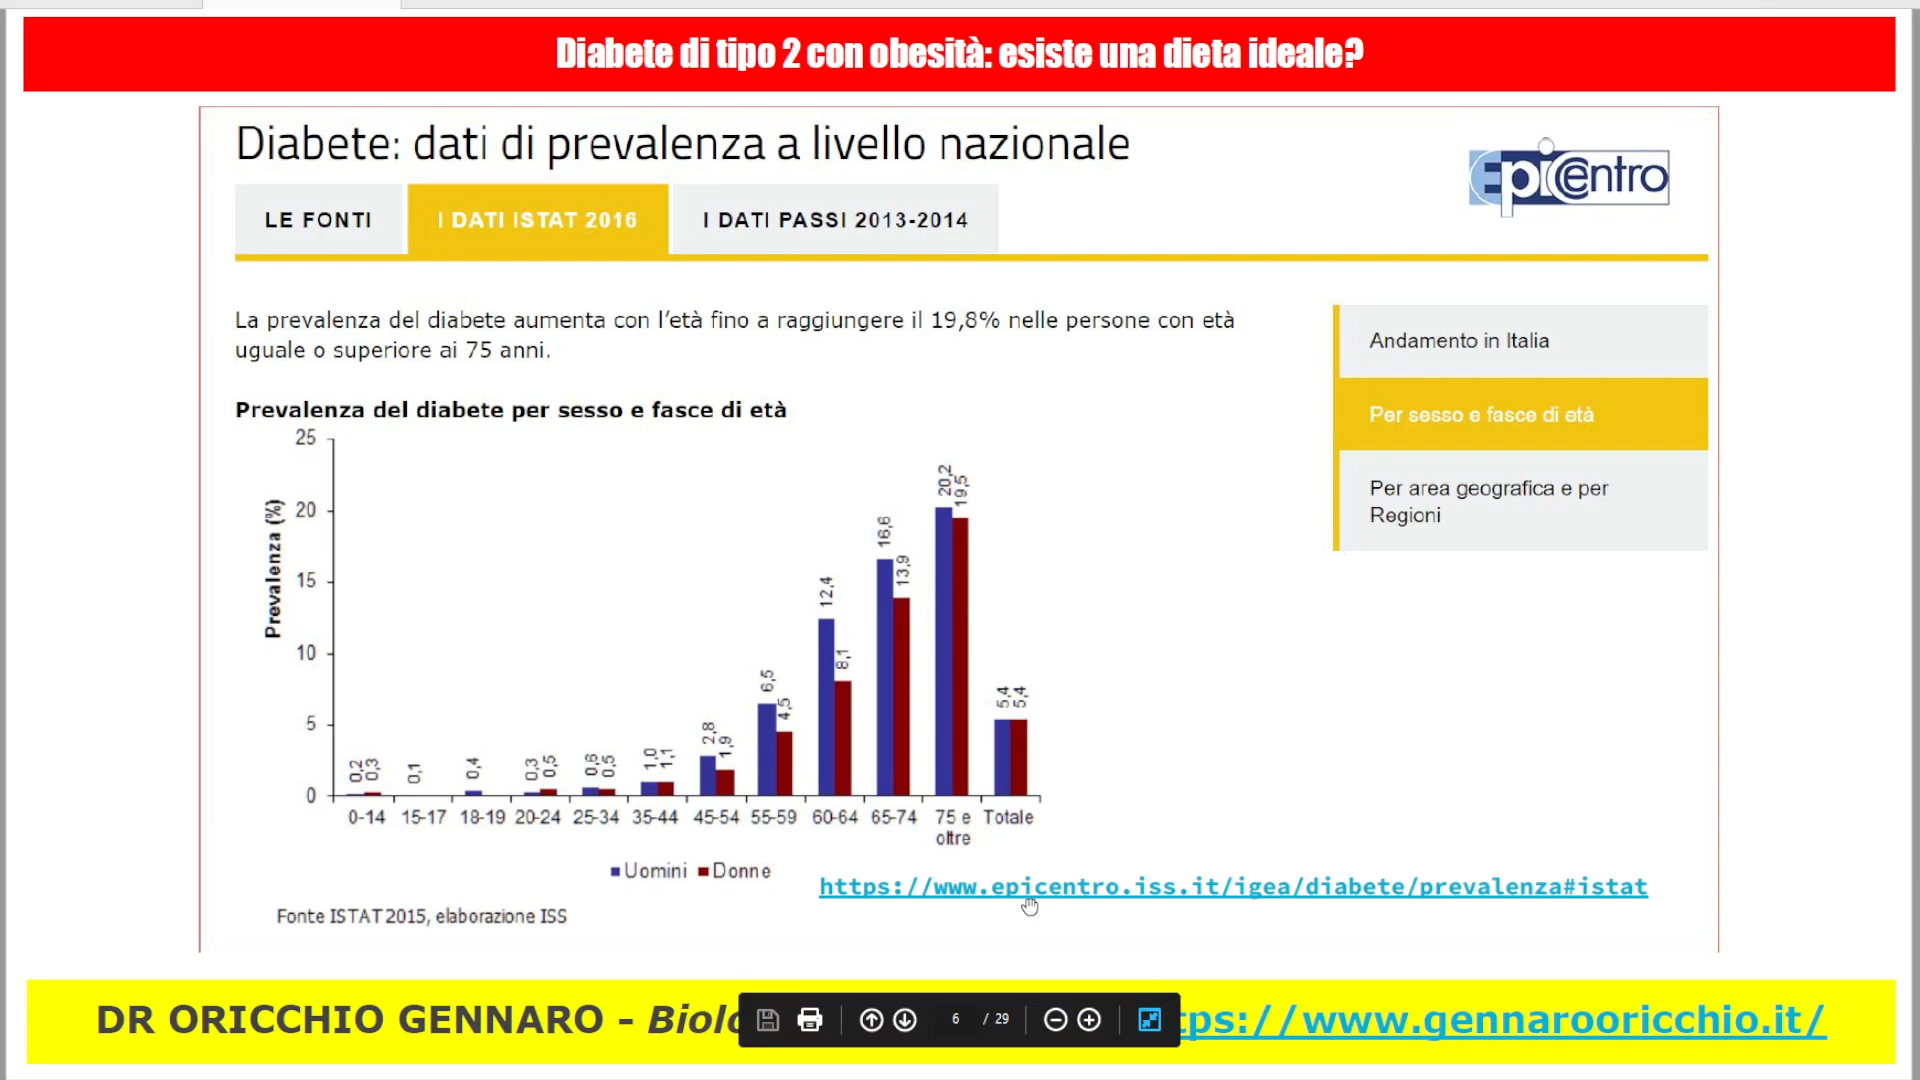 Diabete di tipo 2 con obesità: esiste una dieta ideale?
Diabete: dati di prevalenza a livello nazionale
Epicentro
LE FONTI
I DATI ISTAT 2016
I DATI PASSI 2013-2014
La prevalenza del diabete aumenta con l'età fino a raggiungere il 19,8% nelle persone con età
uguale o superiore ai 75 anni.
Andamento in Italia
Per sesso e fasce di età
Per area geografica e per
Regioni
Prevalenza del diabete per sesso e fasce di età
Prevalenza (%)
25
20
15
10
5
0
0,2 0,3 0,1 0,4 0,3 0,5 0,6 0,5 1,0 1,1 2,8 1,9 6,5 4,5 12,4 8,1 16,6 13,9 20,2 19,5 5,4 5,4
0-14 15-17 18-19 20-24 25-34 35-44 45-54 55-59 60-64 65-74 75 e Totale
oltre
Uomini Donne
https://www.epicentro.iss.it/igea/diabete/prevalenza#istat
Fonte ISTAT 2015, elaborazione ISS
DR ORICCHIO GENNARO - Biolo
6 / 29
tps://www.gennarooricchio.it/